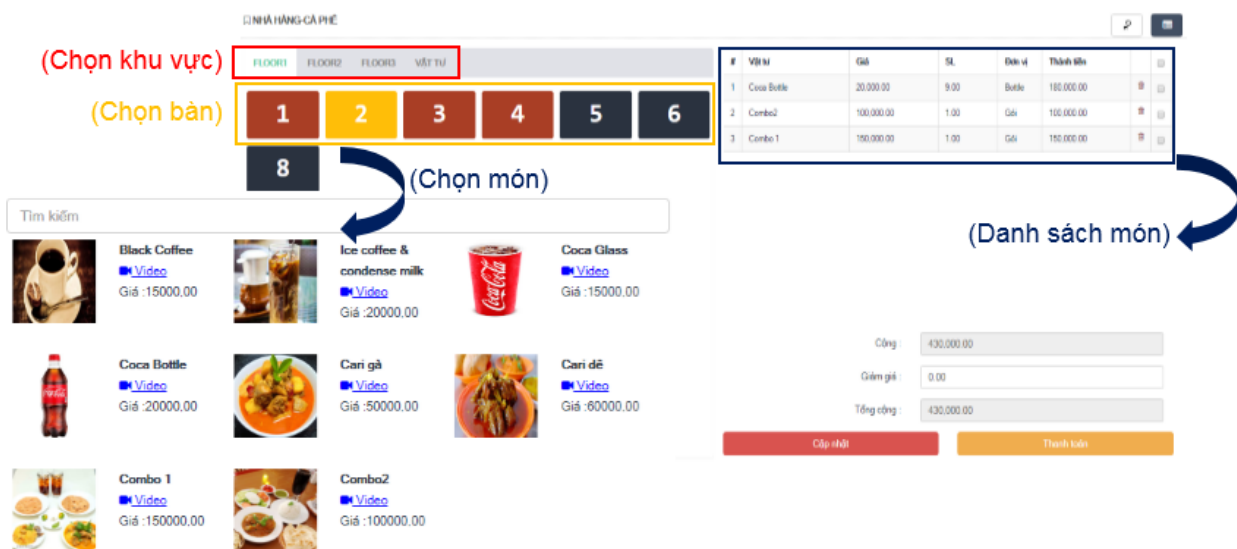 NHÀ HÀNG-CÀ PHÊ
(Chọn khu vực)
FLOOR1 FLOOR2 FLOOR3 VẬT TƯ
(Chọn bàn)
1 2 3 4 5 6
8
(Chọn món)
# Vật tư Giá SL Đơn vị Thành tiền
1 Coca Bottle 20,000.00 9.00 Bottle 180,000.00
2 Combo2 100,000.00 1.00 Gói 100,000.00
3 Combo 1 150,000.00 1.00 Gói 150,000.00
(Danh sách món)
Tìm kiếm
Black Coffee
Video
Giá :15000.00
Ice coffee &
condense milk
Video
Giá :20000.00
Coca Glass
Video
Giá :15000.00
Coca Bottle
Video
Giá :20000.00
Cari gà
Video
Giá :50000.00
Cari dê
Video
Giá :60000.00
Combo 1
Video
Giá :150000.00
Combo2
Video
Giá :100000.00
Cộng : 430,000.00
Giảm giá : 0.00
Tổng cộng : 430,000.00
Cập nhật Thanh toán
Coca-Cola